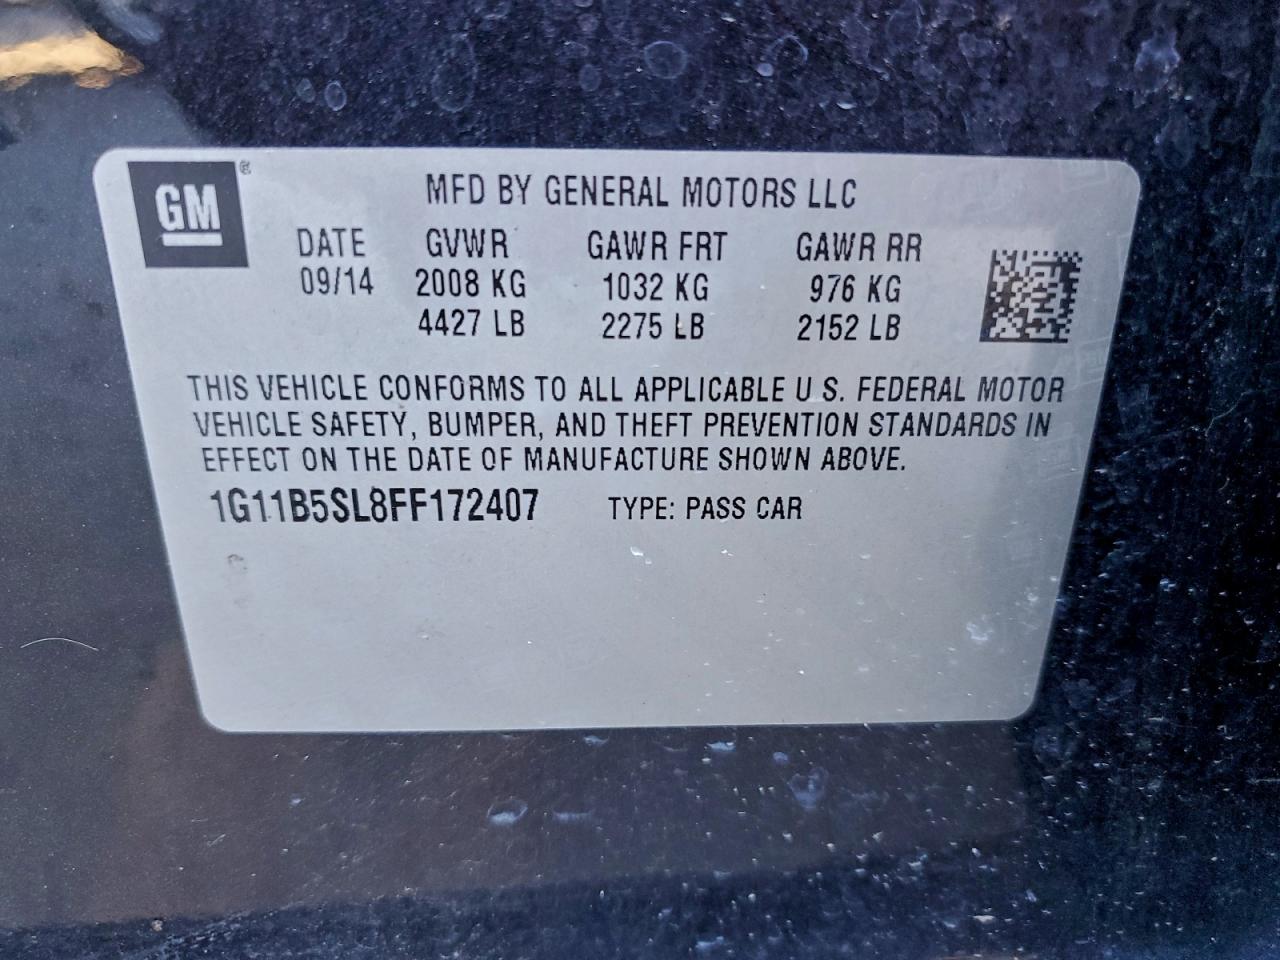 GM®
MFD BY GENERAL MOTORS LLC
DATE GVWR GAWR FRT GAWR RR
09/14 2008 KG 1032 KG 976 KG
4427 LB 2275 LB 2152 LB
THIS VEHICLE CONFORMS TO ALL APPLICABLE U.S. FEDERAL MOTOR
VEHICLE SAFETY, BUMPER, AND THEFT PREVENTION STANDARDS IN
EFFECT ON THE DATE OF MANUFACTURE SHOWN ABOVE.
1G11B5SL8FF172407 TYPE: PASS CAR